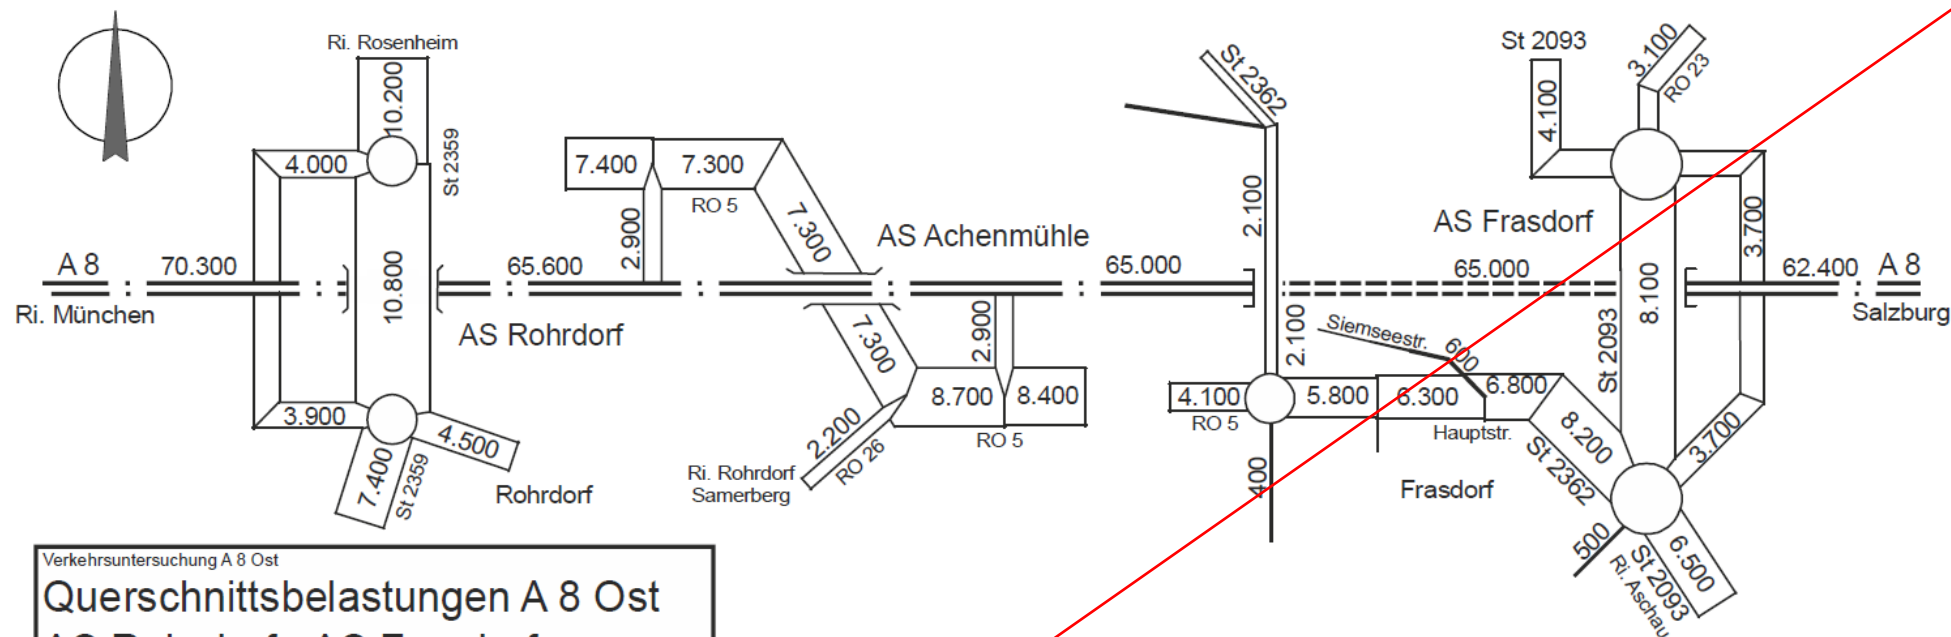 Ri. Rosenheim
10.200
St 2359
4.000
10.800
3.900
7.400
St 2359
4.500
Rohrdorf
A 8
70.300
Ri. München
65.600
AS Rohrdorf
7.400
7.300
RO 5
2.900
7.300
AS Achenmühle
7.300
2.900
8.700
8.400
RO 5
2.200
RO 26
Ri. Rohrdorf
Samerberg
65.000
St 2362
2.100
2.100
4.100
RO 5
400
5.800
6.300
Siemseestr.
600
6.800
Hauptstr.
8.200
St 2362
Frasdorf
65.000
AS Frasdorf
St 2093
4.100
3.100
RO 23
3.700
8.100
St 2093
3.700
62.400
A 8
Salzburg
500
St 2093
Ri. Aschau
6.500
Verkehrsuntersuchung A 8 Ost
Querschnittsbelastungen A 8 Ost